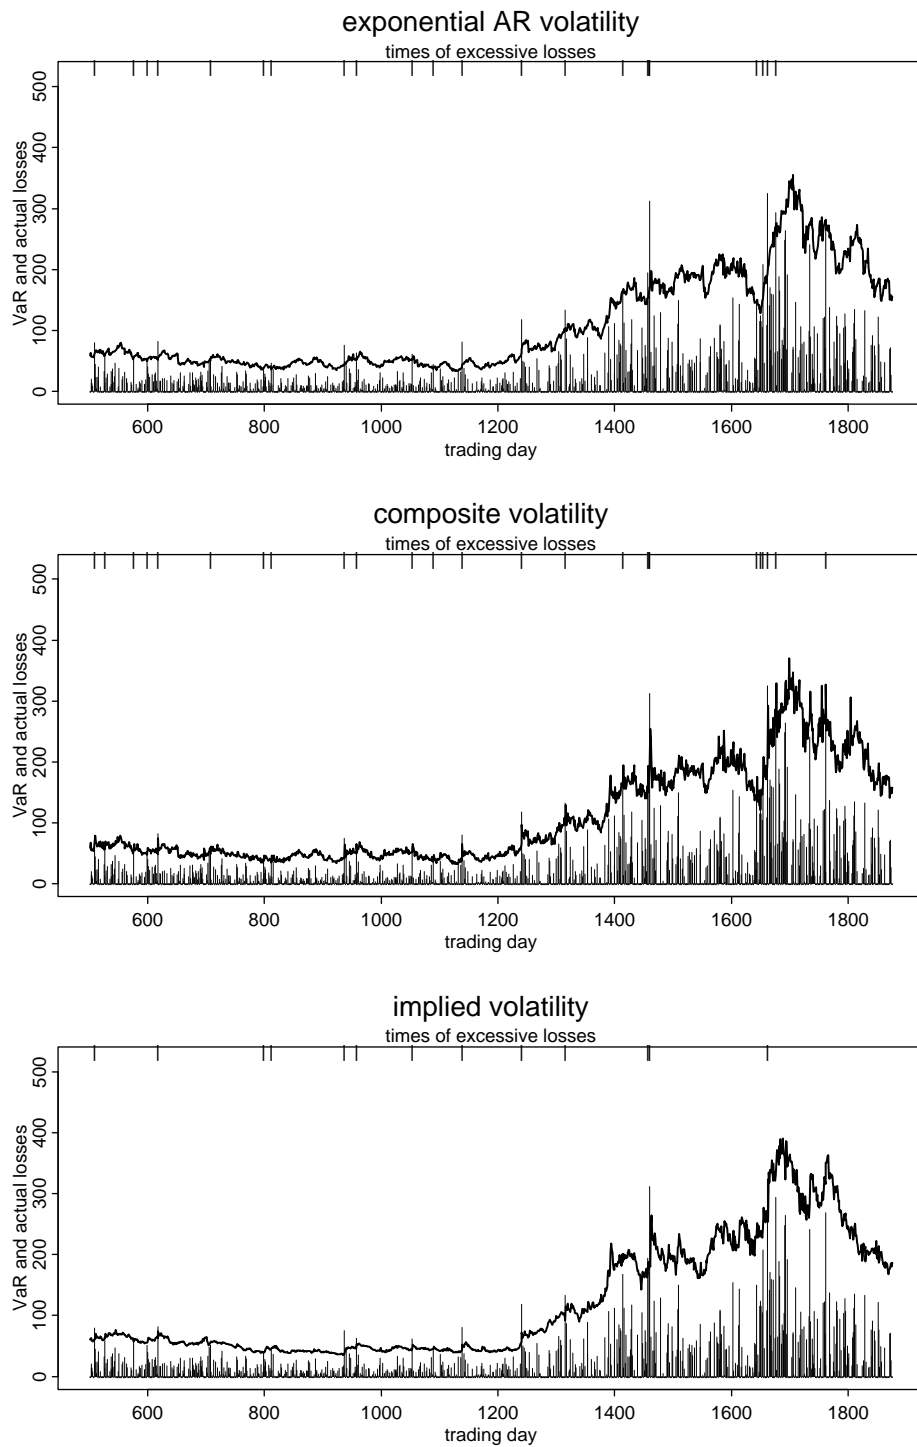 exponential AR volatility
times of excessive losses
500
400
300
200
100
0
VaR and actual losses
600 800 1000 1200 1400 1600 1800
trading day
composite volatility
times of excessive losses
500
400
300
200
100
0
VaR and actual losses
600 800 1000 1200 1400 1600 1800
trading day
implied volatility
times of excessive losses
500
400
300
200
100
0
VaR and actual losses
600 800 1000 1200 1400 1600 1800
trading day